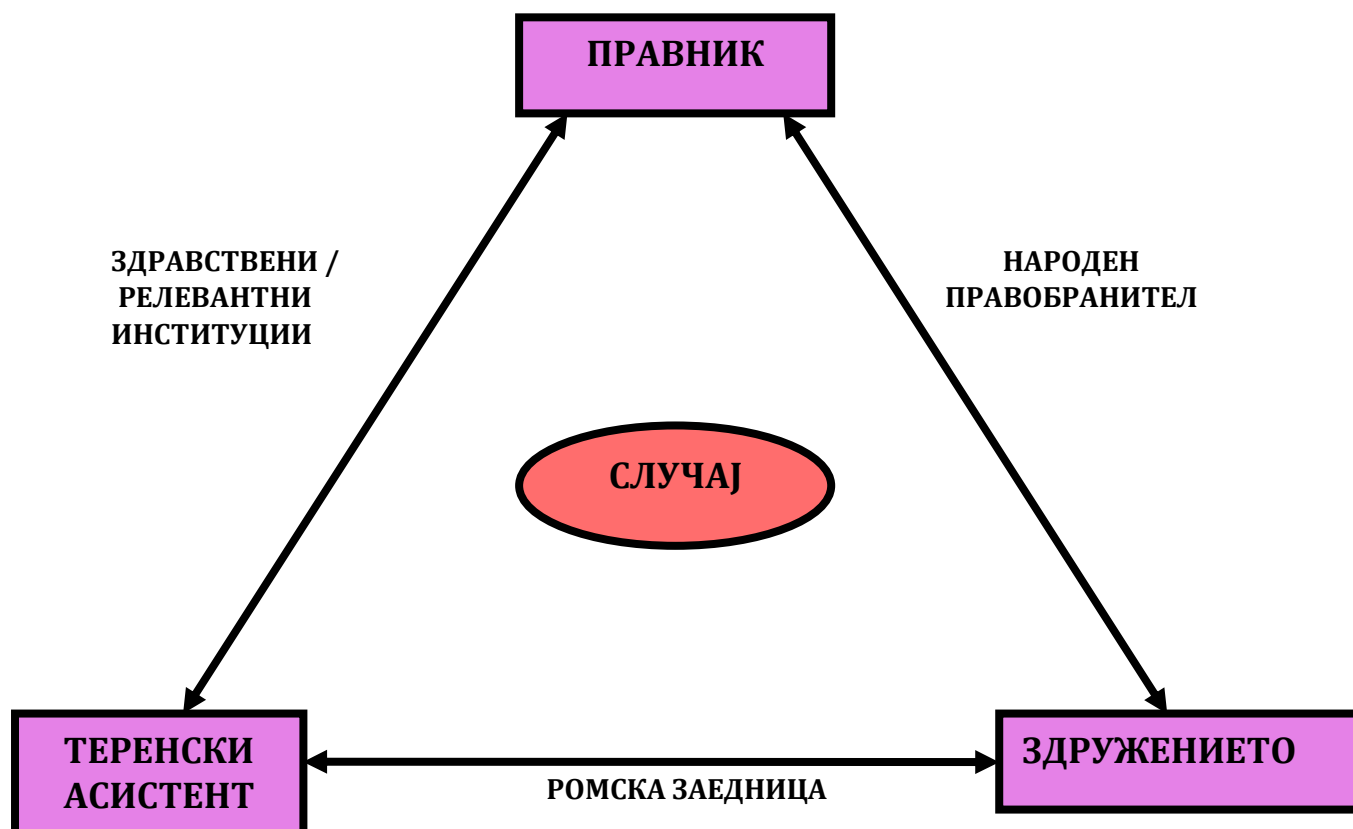 ПРАВНИК
ЗДРАВСТВЕНИ /
РЕЛЕВАНТНИ
ИНСТИТУЦИИ
НАРОДЕН
ПРАВОБРАНИТЕЛ
СЛУЧАЈ
ТЕРЕНСКИ
АСИСТЕНТ
РОМСКА ЗАЕДНИЦА
ЗДРУЖЕНИЕТО